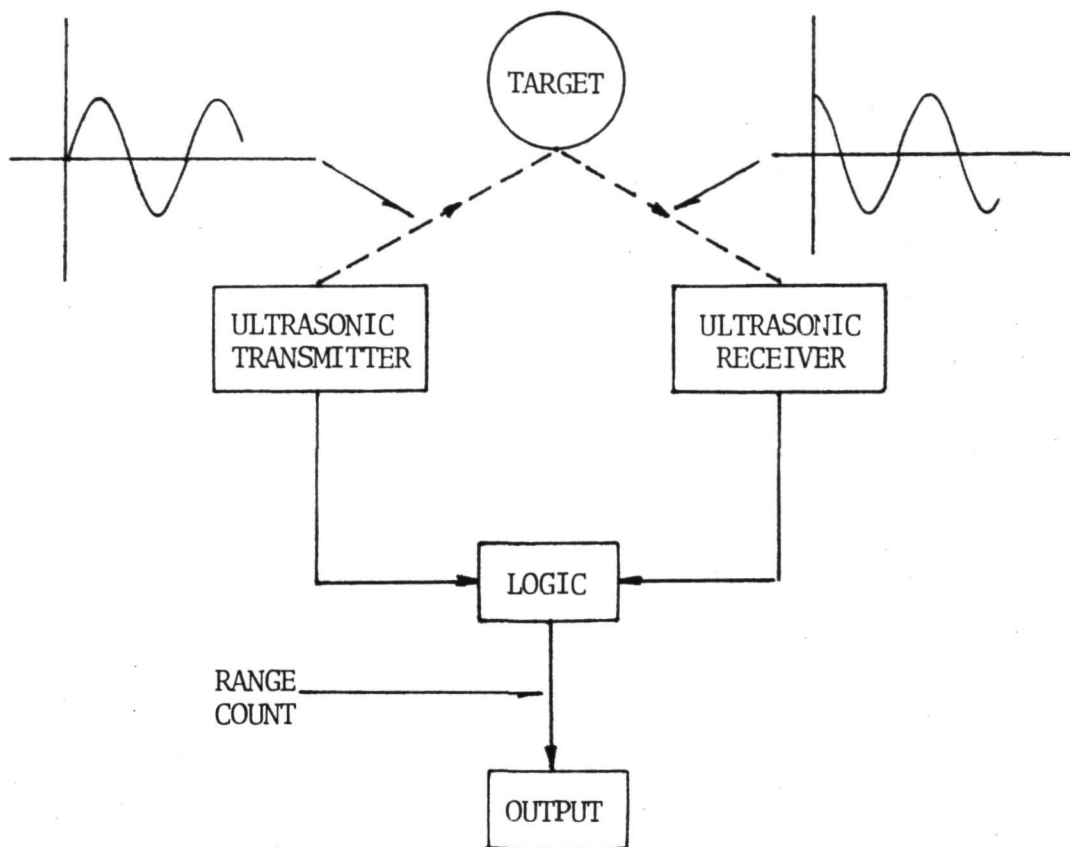 TARGET
ULTRASONIC
TRANSMITTER
ULTRASONIC
RECEIVER
LOGIC
RANGE
COUNT
OUTPUT